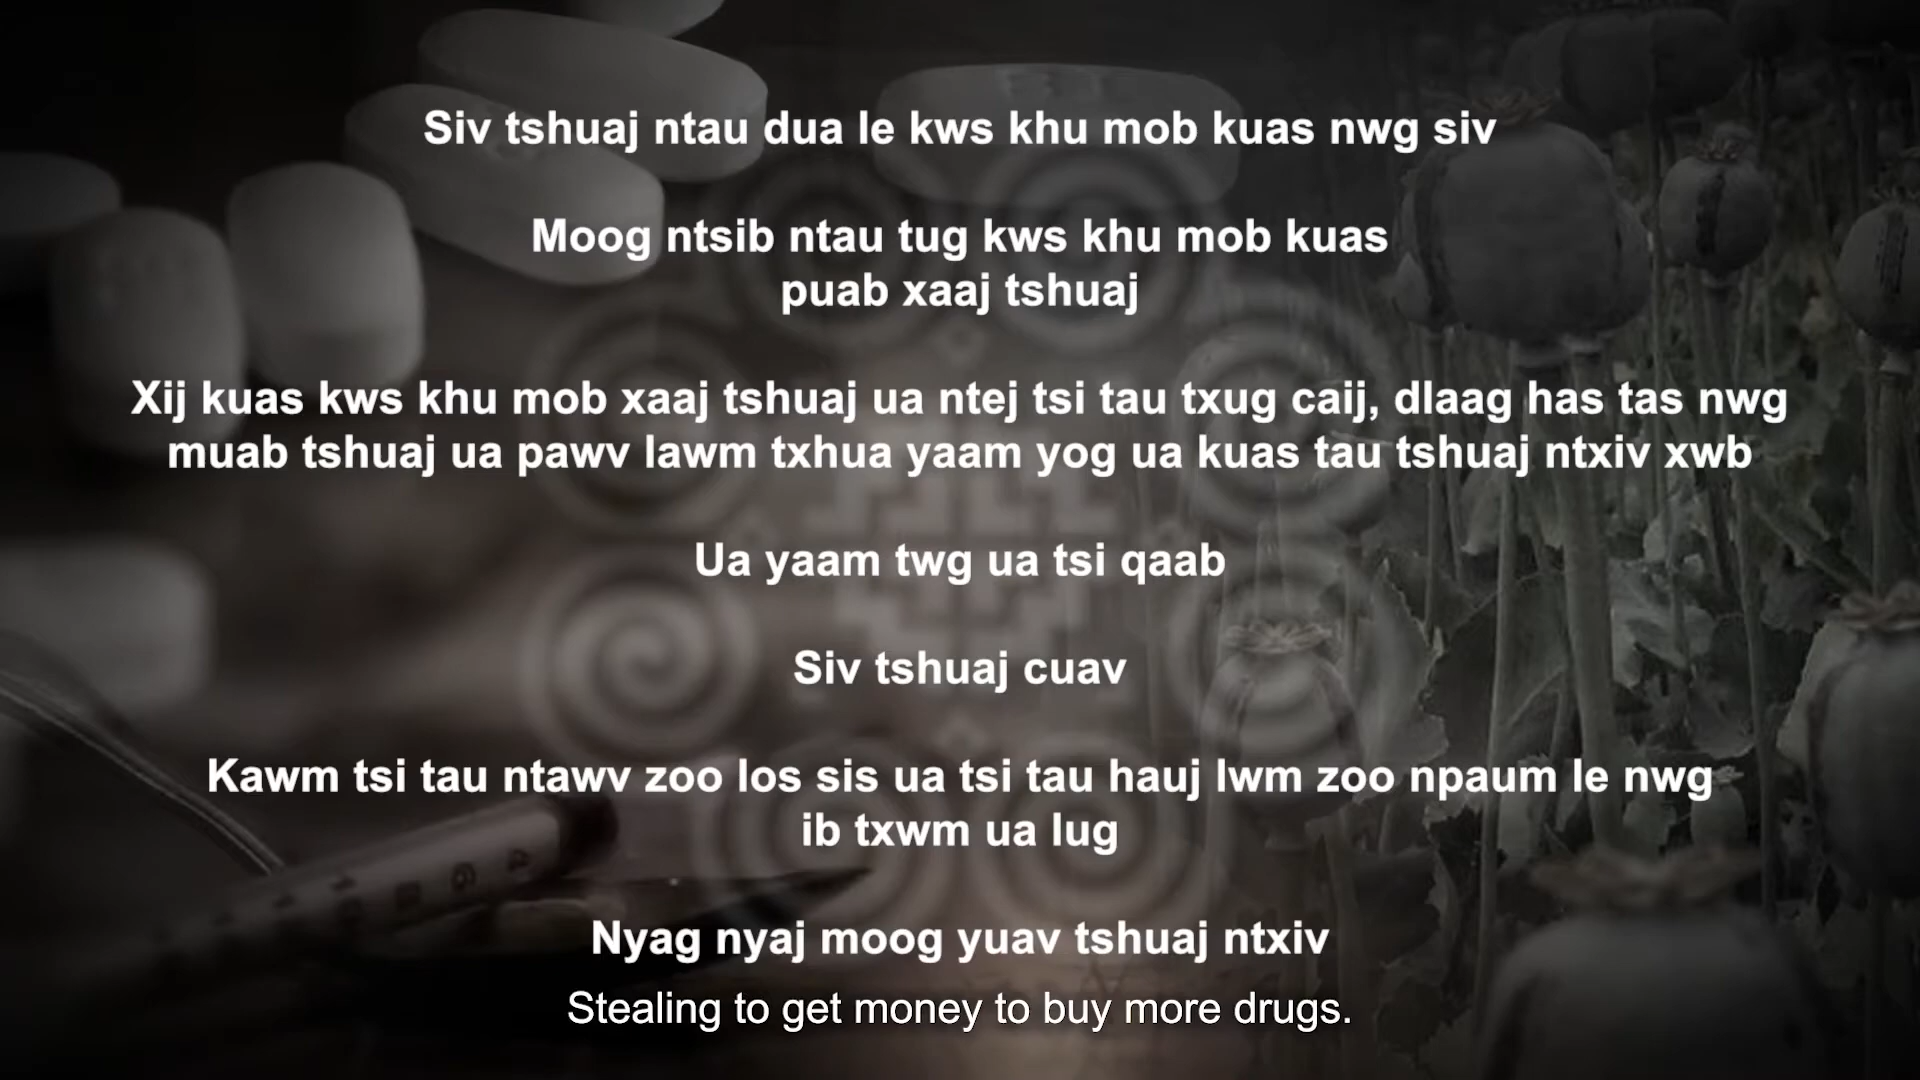 Siv tshuaj ntau dua le kws khu mob kuas nwg siv
Moog ntsib ntau tug kws khu mob kuas
puab xaaj tshuaj
Xij kuas kws khu mob xaaj tshuaj ua ntej tsi tau txug caij, dlaag has tas nwg
muab tshuaj ua pawv lawm txhua yaam yog ua kuas tau tshuaj ntxiv xwb
Ua yaam twg ua tsi qaab
Siv tshuaj cuav
Kawm tsi tau ntawv zoo los sis ua tsi tau hauj lwm zoo npaum le nwg
ib txwm ua lug
Nyag nyaj moog yuav tshuaj ntxiv
Stealing to get money to buy more drugs.